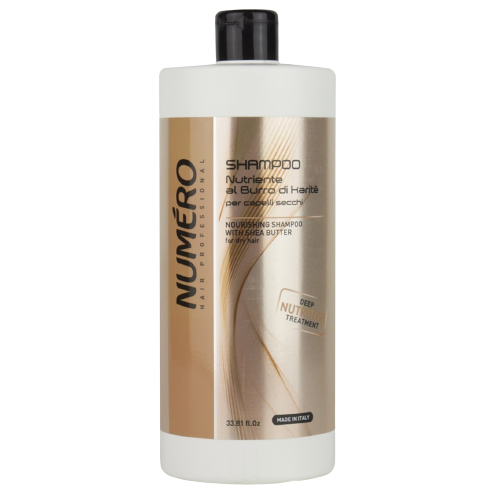 NUMÉRO
HAIR PROFESSIONAL
SHAMPOO
Nutriente
al Burro di Karitè
per capelli secchi
NOURISHING SHAMPOO
WITH SHEA BUTTER
for dry hair
DEEP
TREATMENT
33.81 fl.Oz
MADE IN ITALY